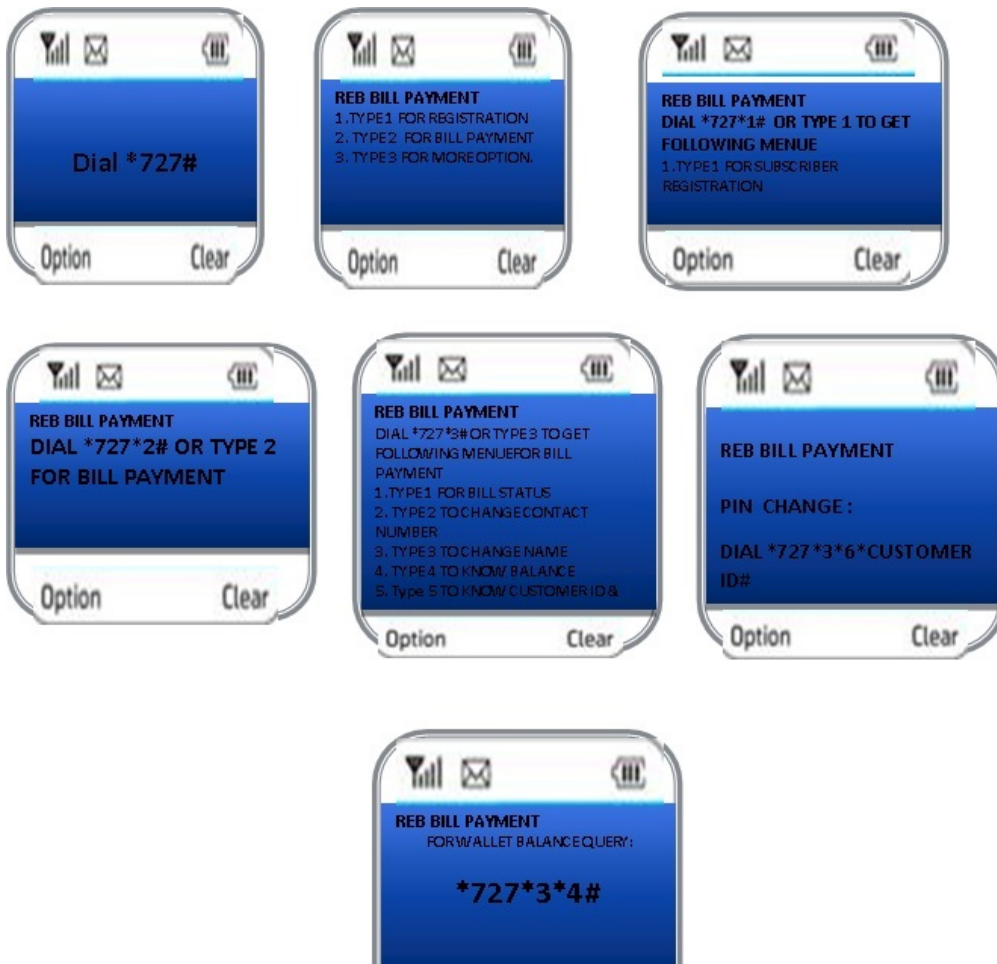 Dial *727#
Option Clear
REB BILL PAYMENT
1.TYPE1 FOR REGISTRATION
2. TYPE2 FOR BILL PAYMENT
3. TYPE3 FOR MORE OPTION.
Option Clear
REB BILL PAYMENT
DIAL *727*1# OR TYPE 1 TO GET
FOLLOWING MENUE
1.TYPE1 FOR SUBSCRIBER
REGISTRATION
Option Clear
REB BILL PAYMENT
DIAL *727*2# OR TYPE 2
FOR BILL PAYMENT
Option Clear
REB BILL PAYMENT
DIAL *727*3# OR TYPE3 TO GET
FOLLOWING MENUEFOR BILL
PAYMENT
1.TYPE1 FOR BILL STATUS
2. TYPE2 TO CHANGE CONTACT
NUMBER
3. TYPE3 TO CHANGE NAME
4. TYPE4 TO KNOW BALANCE
5. Type 5 TO KNOW CUSTOMER ID &
Option Clear
REB BILL PAYMENT
PIN CHANGE :
DIAL *727*3*6*CUSTOMER
ID#
Option Clear
REB BILL PAYMENT
FOR WALLET BALANCE QUERY:
*727*3*4#